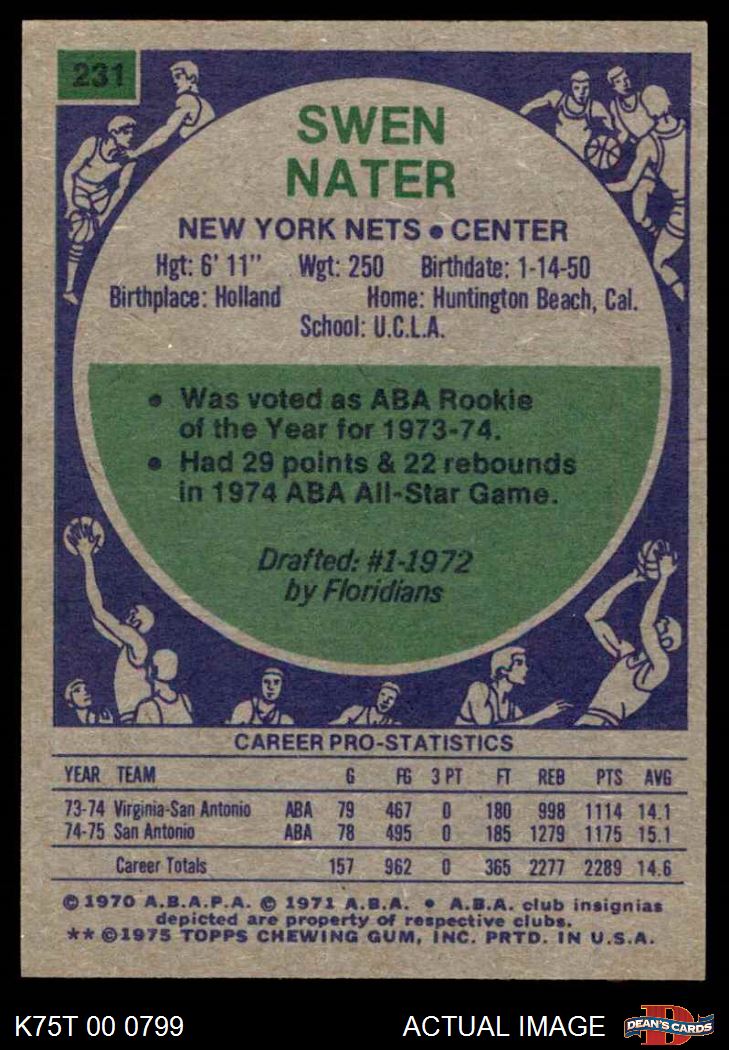 231
SWEN
NATER
NEW YORK NETS • CENTER
Hgt: 6' 11" Wgt: 250 Birthdate: 1-14-50
Birthplace: Holland Home: Huntington Beach, Cal.
School: U.C.L.A.
• Was voted as ABA Rookie
of the Year for 1973-74.
• Had 29 points & 22 rebounds
in 1974 ABA All-Star Game.
Drafted: #1-1972
by Floridians
CAREER PRO-STATISTICS
YEAR TEAM G FG 3 PT FT REB PTS AVG
73-74 Virginia-San Antonio ABA 79 467 0 180 998 1114 14.1
74-75 San Antonio ABA 78 495 0 185 1279 1175 15.1
Career Totals 157 962 0 365 2277 2289 14.6
© 1970 A.B.A.P.A. © 1971 A.B.A. • A.B.A. club insignias
depicted are property of respective clubs.
** © 1975 TOPPS CHEWING GUM, INC. PRTD. IN U.S.A.
K75T 00 0799 ACTUAL IMAGE D DEAN'S CARDS